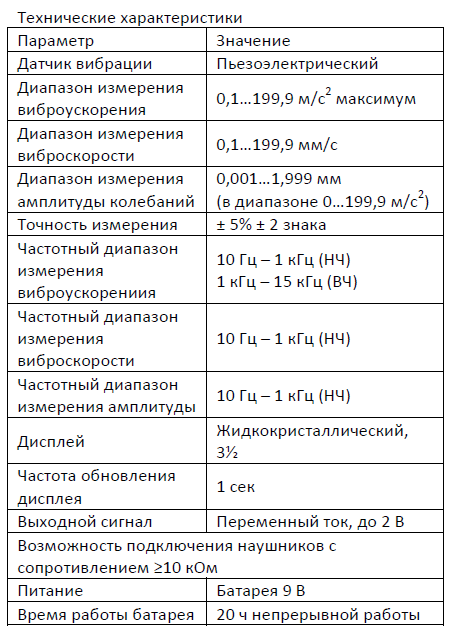 Технические характеристики
Параметр Значение
Датчик вибрации Пьезоэлектрический
Диапазон измерения
виброускорения
0,1…199,9 м/с² максимум
Диапазон измерения
виброскорости
0,1…199,9 мм/с
Диапазон измерения
амплитуды колебаний
0,001…1,999 мм
(в диапазоне 0…199,9 м/с²)
Точность измерения ± 5% ± 2 знака
Частотный диапазон
измерения
виброускорениия
10 Гц – 1 кГц (НЧ)
1 кГц – 15 кГц (ВЧ)
Частотный диапазон
измерения
виброскорости
10 Гц – 1 кГц (НЧ)
Частотный диапазон
измерения амплитуды
10 Гц – 1 кГц (НЧ)
Дисплей
Жидкокристаллический,
3½
Частота обновления
дисплея
1 сек
Выходной сигнал Переменный ток, до 2 В
Возможность подключения наушников с
сопротивлением ≥10 кОм
Питание Батарея 9 В
Время работы батарея 20 ч непрерывной работы